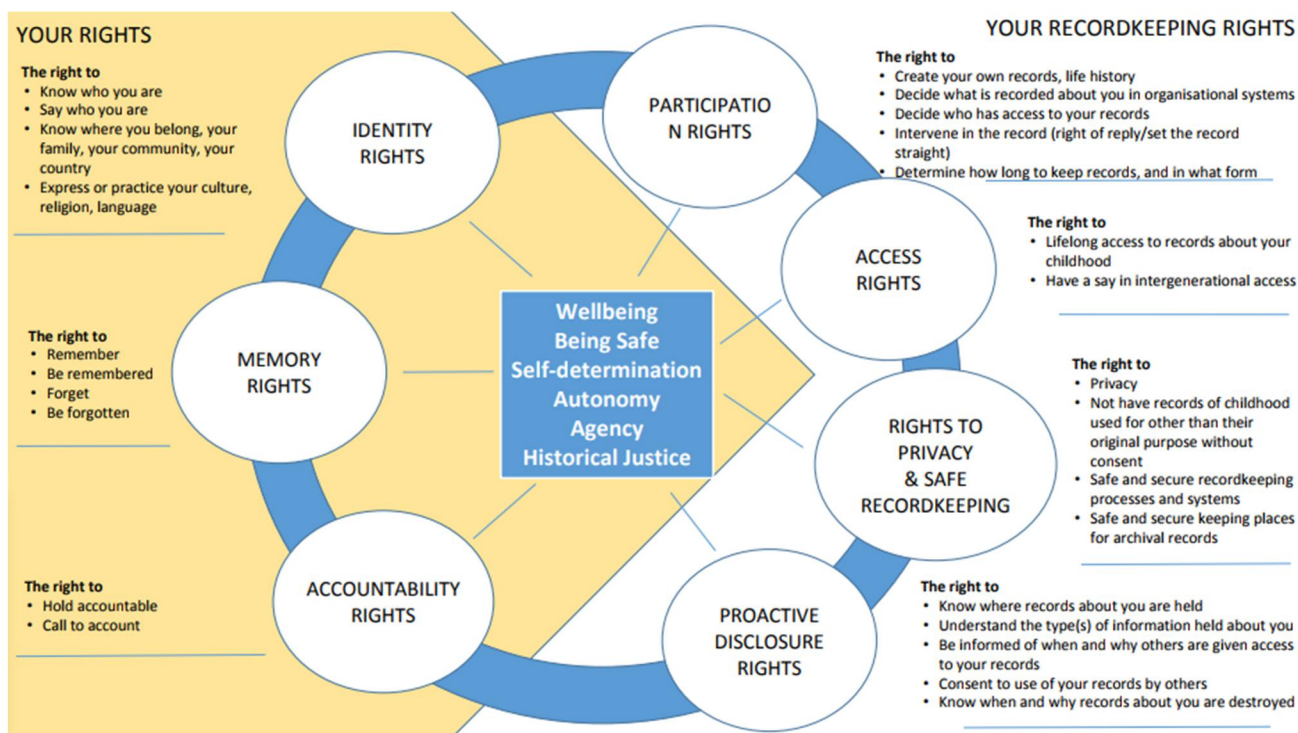 YOUR RIGHTS
The right to
• Know who you are
• Say who you are
• Know where you belong, your
family, your community, your
country
• Express or practice your culture,
religion, language
IDENTITY
RIGHTS
The right to
• Remember
• Be remembered
• Forget
• Be forgotten
MEMORY
RIGHTS
The right to
• Hold accountable
• Call to account
ACCOUNTABILITY
RIGHTS
Wellbeing
Being Safe
Self-determination
Autonomy
Agency
Historical Justice
YOUR RECORDKEEPING RIGHTS
PARTICIPATIO
N RIGHTS
The right to
• Create your own records, life history
• Decide what is recorded about you in organisational systems
• Decide who has access to your records
• Intervene in the record (right of reply/set the record
straight)
• Determine how long to keep records, and in what form
ACCESS
RIGHTS
The right to
• Lifelong access to records about your
childhood
• Have a say in intergenerational access
RIGHTS TO
PRIVACY
& SAFE
RECORDKEEPING
The right to
• Privacy
• Not have records of childhood
used for other than their
original purpose without
consent
• Safe and secure recordkeeping
processes and systems
• Safe and secure keeping places
for archival records
PROACTIVE
DISCLOSURE
RIGHTS
The right to
• Know where records about you are held
• Understand the type(s) of information held about you
• Be informed of when and why others are given access
to your records
• Consent to use of your records by others
• Know when and why records about you are destroyed